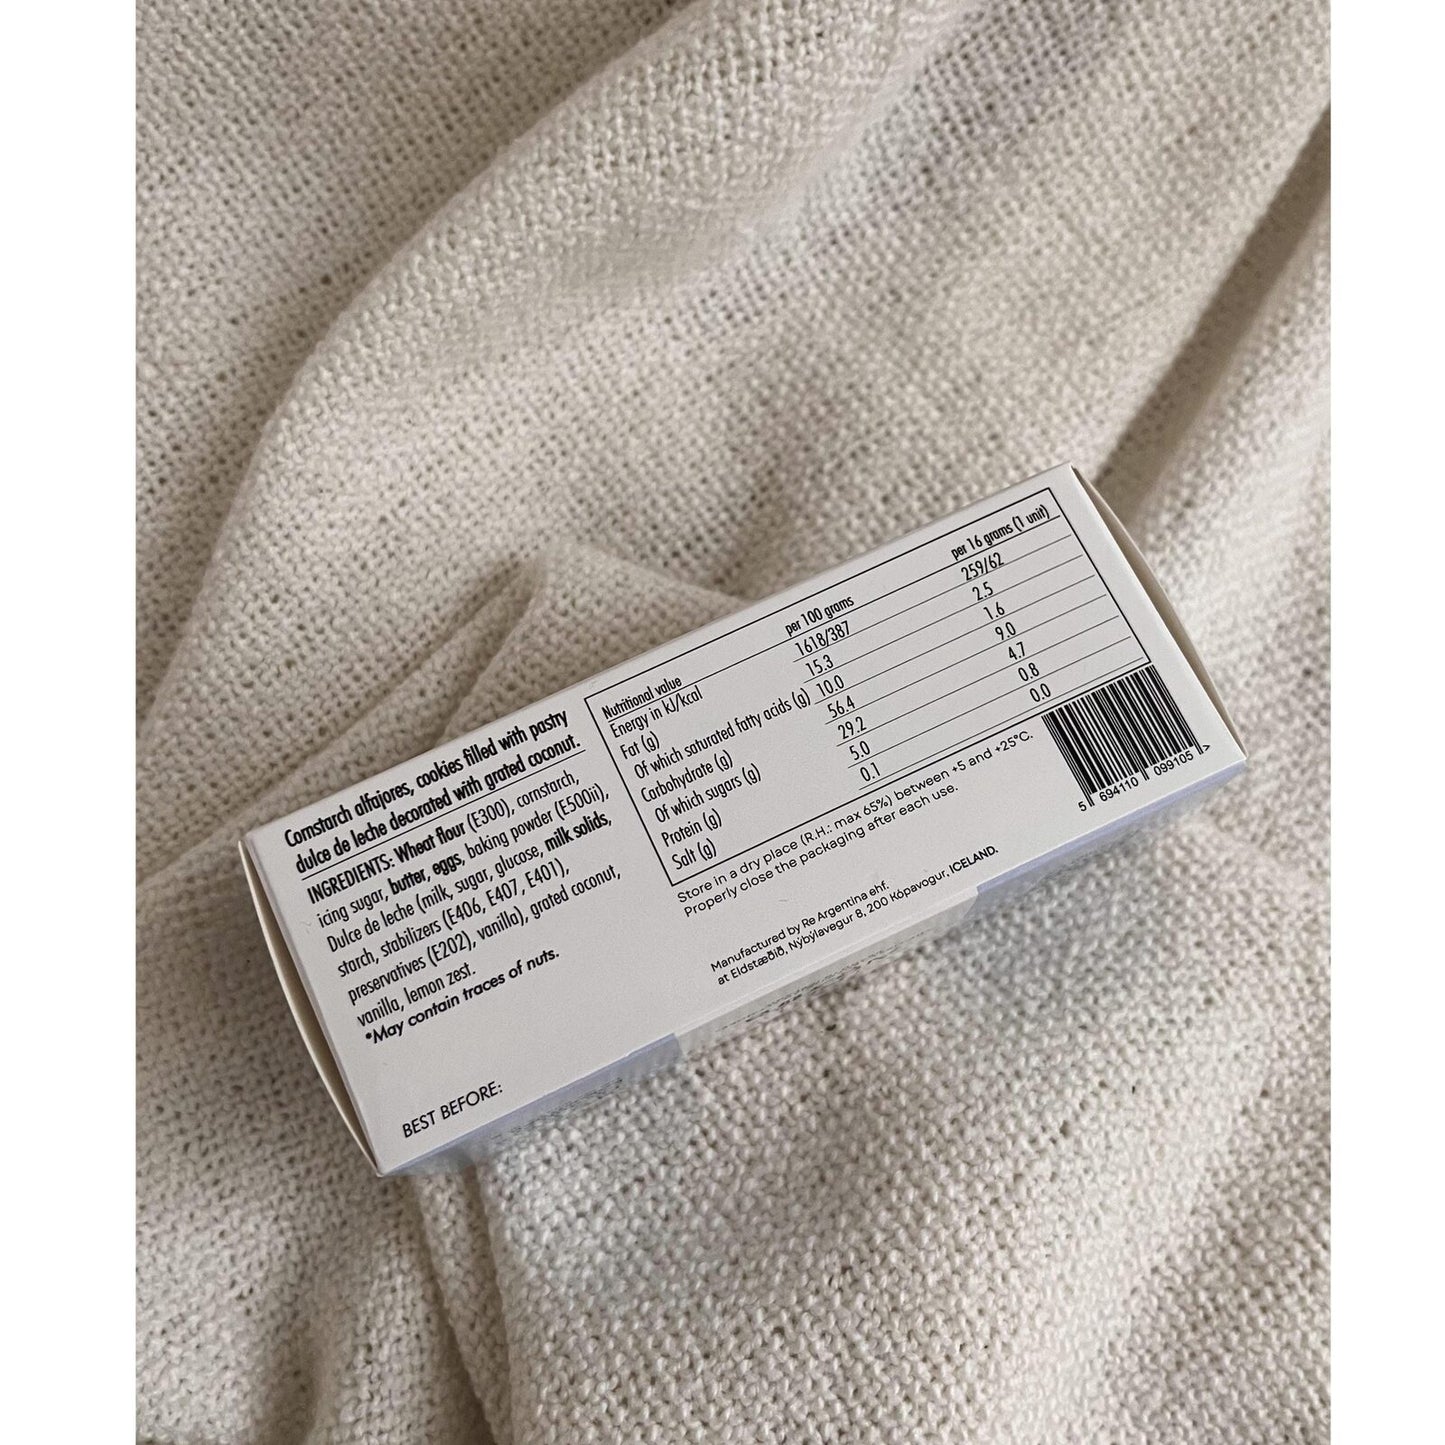 Cornstarch alfajores, cookies filled with pastry
dulce de leche decorated with grated coconut.
INGREDIENTS: Wheat flour (E300), cornstarch,
icing sugar, butter, eggs, baking powder (E500ii),
Dulce de leche (milk, sugar, glucose, milk solids,
starch, stabilizers (E406, E407, E401),
preservatives (E202), vanilla), grated coconut,
vanilla, lemon zest.
*May contain traces of nuts.
BEST BEFORE:
Nutritional value per 100 grams per 16 grams (1 unit)
Energy in kJ/kcal 1618/387 259/62
Fat (g) 15.3 2.5
Of which saturated fatty acids (g) 10.0 1.6
Carbohydrate (g) 56.4 9.0
Of which sugars (g) 29.2 4.7
Protein (g) 5.0 0.8
Salt (g) 0.1 0.0
Store in a dry place (R.H.: max 65%) between +5 and +25°C.
Properly close the packaging after each use.
Manufactured by Re Argentina ehf.
at Eldstæðið, Nýbýlavegur 8, 200 Kópavogur, ICELAND.
5 694110 099105 >